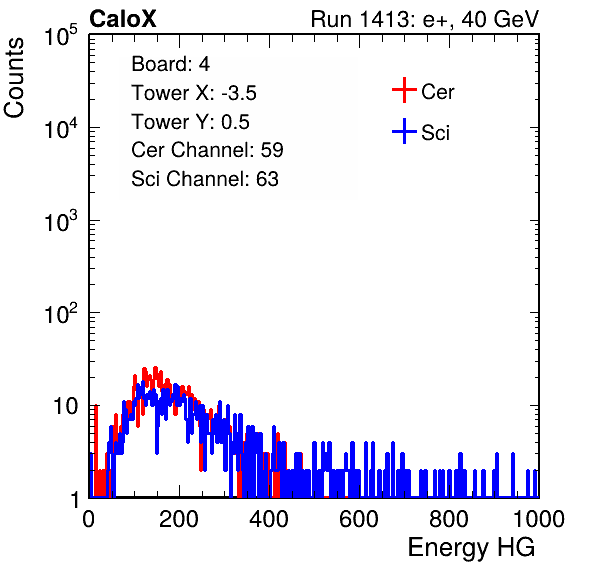 CaloX Run 1413: e+, 40 GeV
Counts
10^5
10^4
10^3
10^2
10
1
Board: 4
Tower X: -3.5
Tower Y: 0.5
Cer Channel: 59
Sci Channel: 63
Cer
Sci
0 200 400 600 800 1000
Energy HG